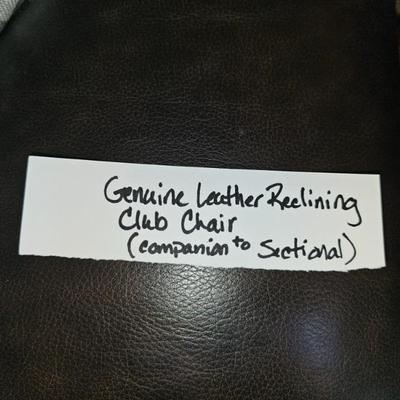 Genuine Leather Reclining
Club Chair
(companion to Sectional)